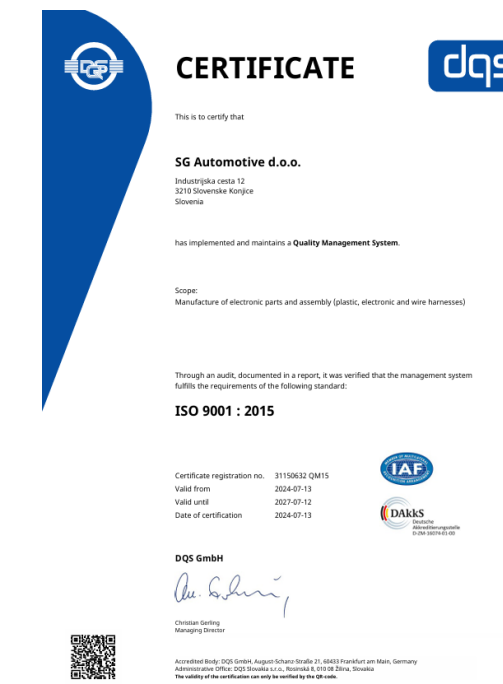 DQS
CERTIFICATE
dqs
This is to certify that
SG Automotive d.o.o.
Industrijska cesta 12
3210 Slovenske Konjice
Slovenia
has implemented and maintains a Quality Management System.
Scope:
Manufacture of electronic parts and assembly (plastic, electronic and wire harnesses)
Through an audit, documented in a report, it was verified that the management system
fulfills the requirements of the following standard:
ISO 9001 : 2015
Certificate registration no. 31150632 QM15
Valid from 2024-07-13
Valid until 2027-07-12
Date of certification 2024-07-13
IAF
DAkkS
Deutsche
Akkreditierungsstelle
D-ZM-16074-01-00
DQS GmbH
Christian Gerling
Managing Director
Accredited Body: DQS GmbH, August-Schanz-Straße 21, 60433 Frankfurt am Main, Germany
Administrative Office: DQS Slovakia s.r.o., Rosinská 8, 010 08 Žilina, Slovakia
The validity of the certification can only be verified by the QR-code.